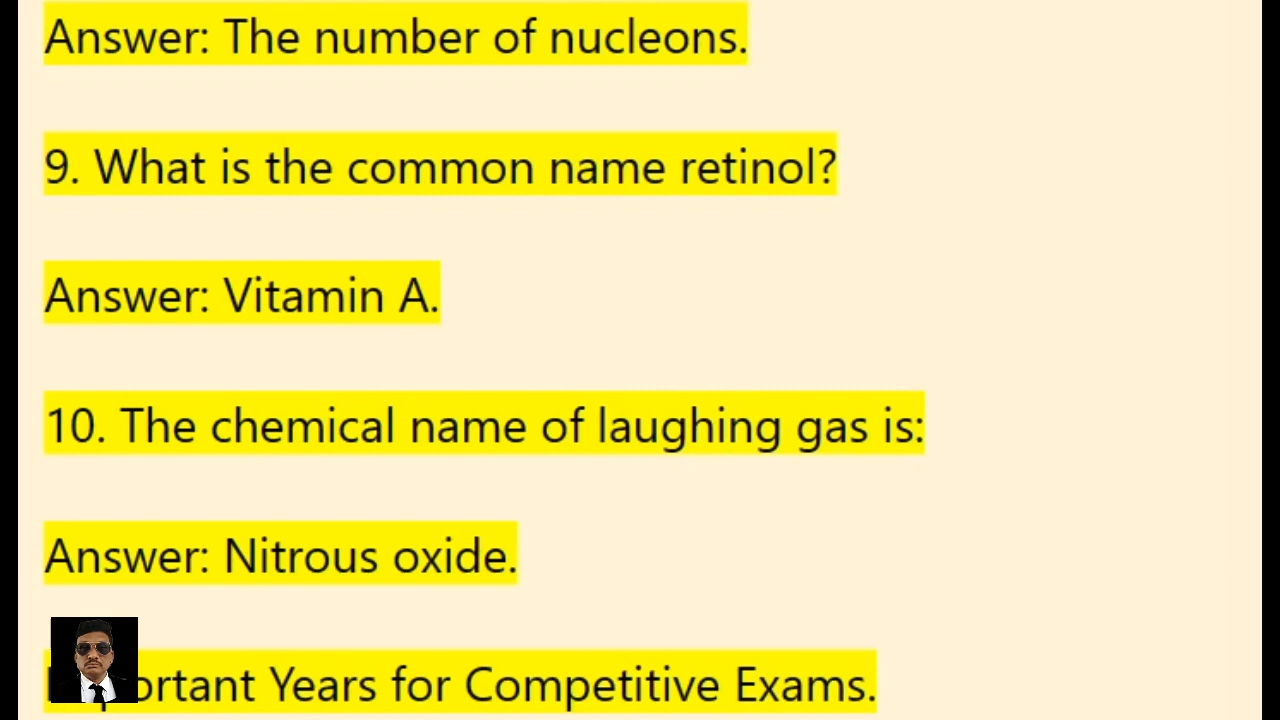 Answer: The number of nucleons.
9. What is the common name retinol?
Answer: Vitamin A.
10. The chemical name of laughing gas is:
Answer: Nitrous oxide.
Years for Competitive Exams.